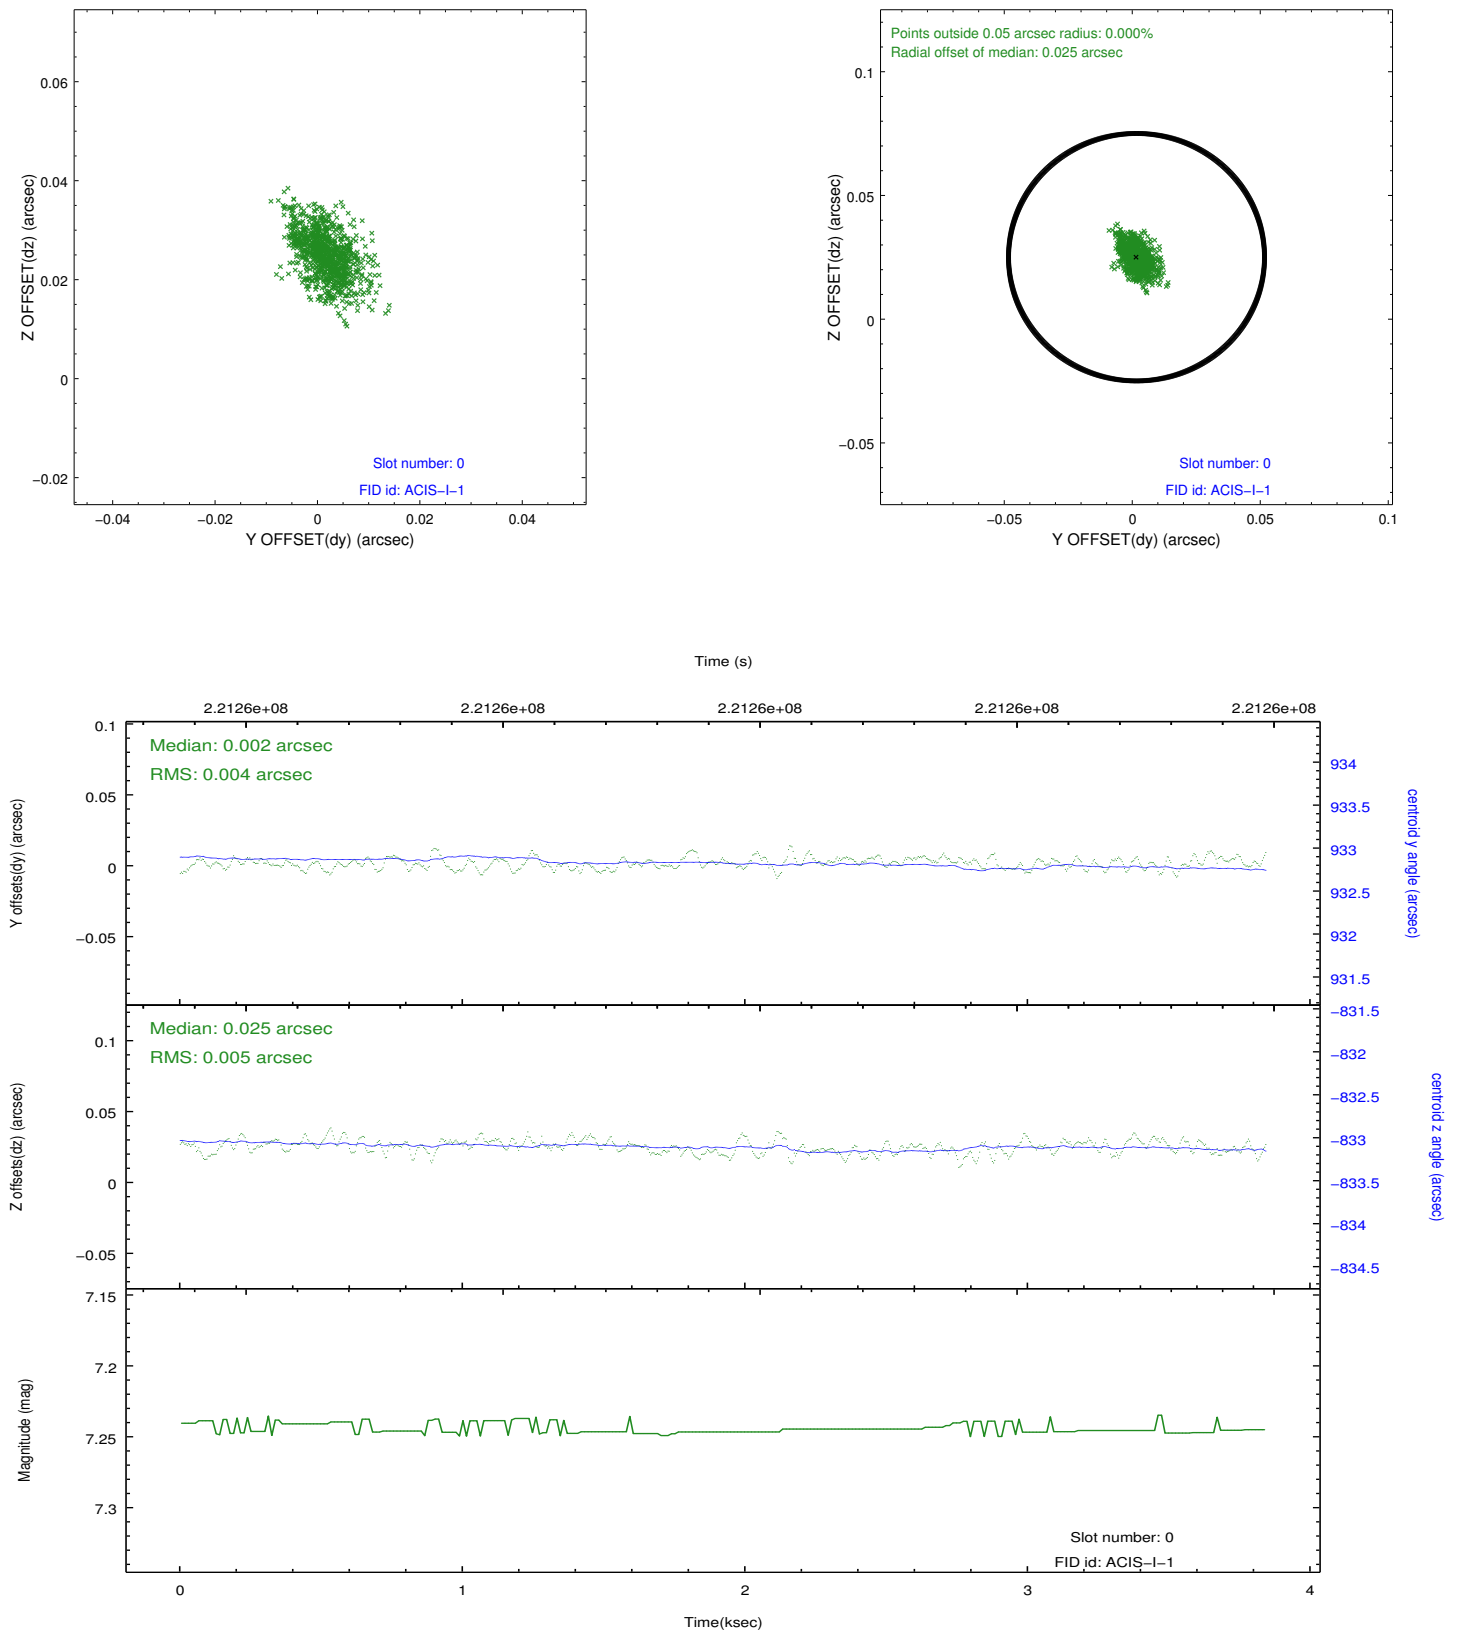 0.06
0.04
0.02
0
−0.02
Z OFFSET(dz) (arcsec)
Slot number: 0
FID id: ACIS−I−1
−0.04
−0.02
0
0.02
0.04
Y OFFSET(dy) (arcsec)
Points outside 0.05 arcsec radius: 0.000%
Radial offset of median: 0.025 arcsec
0.1
0.05
0
−0.05
Z OFFSET(dz) (arcsec)
Slot number: 0
FID id: ACIS−I−1
−0.05
0
0.05
0.1
Y OFFSET(dy) (arcsec)
Time (s)
2.2126e+08
2.2126e+08
2.2126e+08
2.2126e+08
2.2126e+08
0.1
0.05
0
−0.05
Y offsets(dy) (arcsec)
Median: 0.002 arcsec
RMS: 0.004 arcsec
934
933.5
933
932.5
932
931.5
centroid y angle (arcsec)
0.1
0.05
0
−0.05
Z offsets(dz) (arcsec)
Median: 0.025 arcsec
RMS: 0.005 arcsec
−831.5
−832
−832.5
−833
−833.5
−834
−834.5
centroid z angle (arcsec)
7.15
7.2
7.25
7.3
Magnitude (mag)
Slot number: 0
FID id: ACIS−I−1
0
1
2
3
4
Time(ksec)